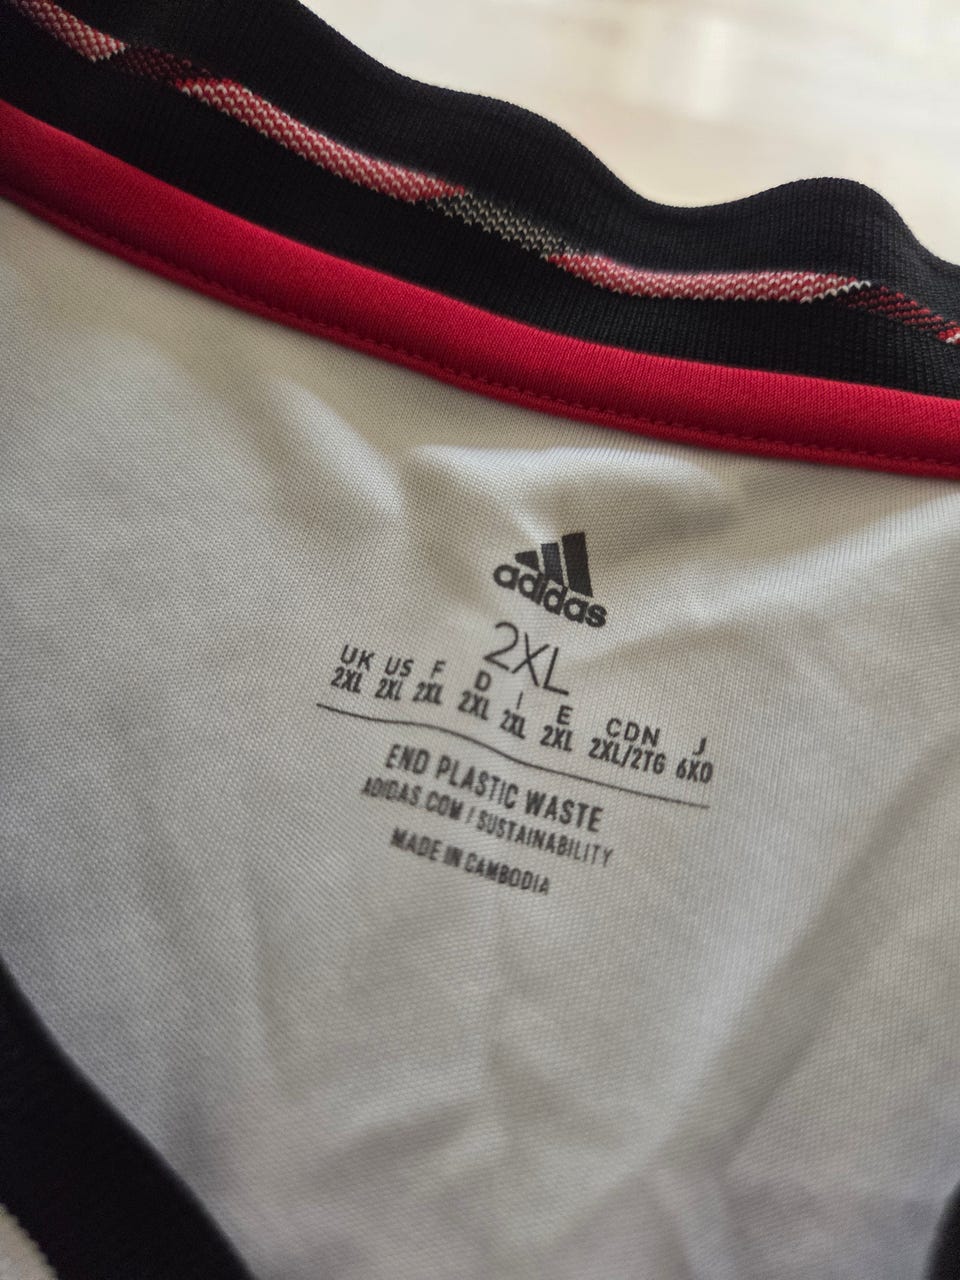 adidas
2XL
UK US F D I E CDN J
2XL 2XL 2XL 2XL 2XL 2XL 2XL/2TG 6XO
END PLASTIC WASTE
ADIDAS.COM / SUSTAINABILITY
MADE IN CAMBODIA